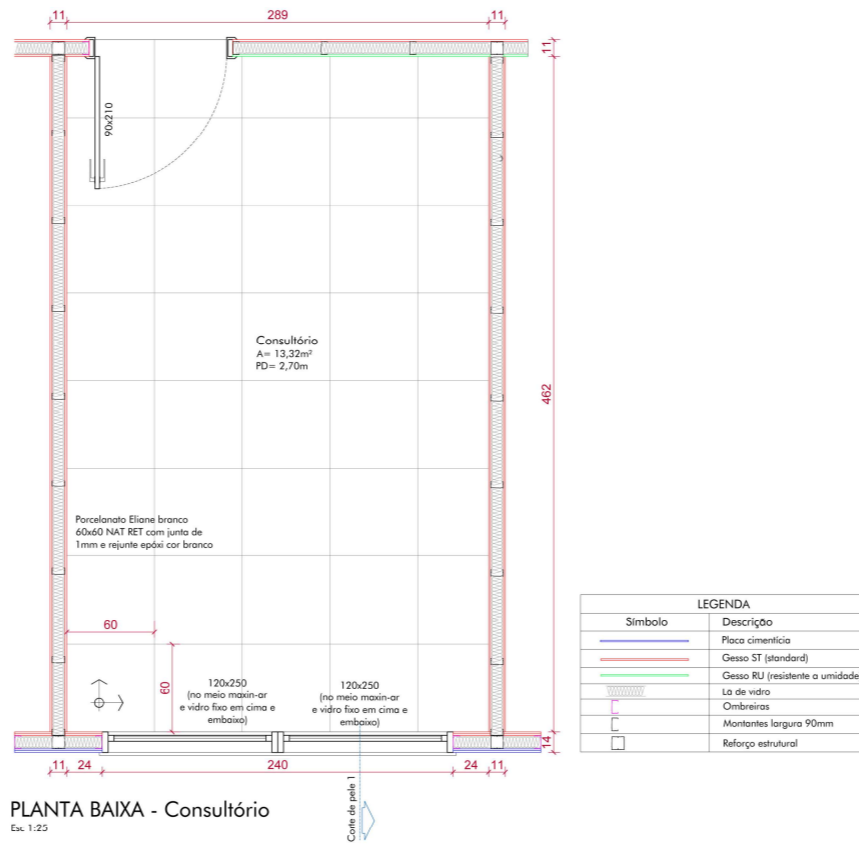 11
289
11
11
90x210
Consultório
A= 13,32m²
PD= 2,70m
462
Porcelanato Eliane branco
60x60 NAT RET com junta de
1mm e rejunte epóxi cor branco
60
60
120x250
(no meio maxin-ar
e vidro fixo em cima e
embaixo)
120x250
(no meio maxin-ar
e vidro fixo em cima e
embaixo)
14
11
24
240
24
11
Corte de pele 1
PLANTA BAIXA - Consultório
Esc. 1:25
LEGENDA
Símbolo
Descrição
Placa cimentícia
Gesso ST (standard)
Gesso RU (resistente a umidade
Lã de vidro
Ombreiras
Montantes largura 90mm
Reforço estrutural